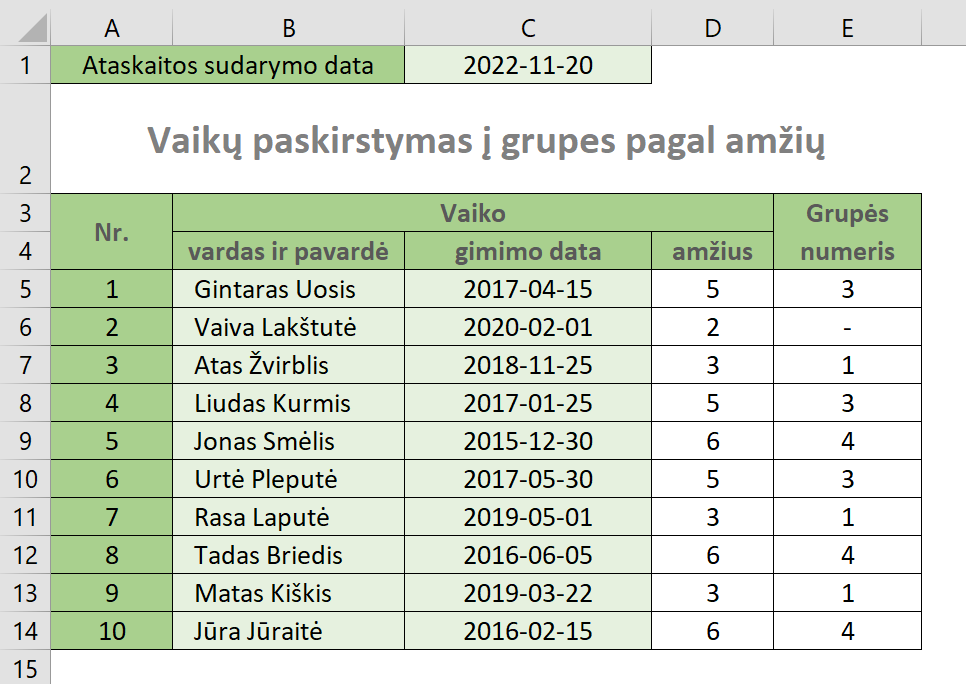 A B C D E
1 Ataskaitos sudarymo data 2022-11-20
2 Vaikų paskirstymas į grupes pagal amžių
3 Nr. Vaiko Grupės
4 vardas ir pavardė gimimo data amžius numeris
5 1 Gintaras Uosis 2017-04-15 5 3
6 2 Vaiva Lakštutė 2020-02-01 2 -
7 3 Atas Žvirblis 2018-11-25 3 1
8 4 Liudas Kurmis 2017-01-25 5 3
9 5 Jonas Smėlis 2015-12-30 6 4
10 6 Urtė Pleputė 2017-05-30 5 3
11 7 Rasa Laputė 2019-05-01 3 1
12 8 Tadas Briedis 2016-06-05 6 4
13 9 Matas Kiškis 2019-03-22 3 1
14 10 Jūra Jūraitė 2016-02-15 6 4
15